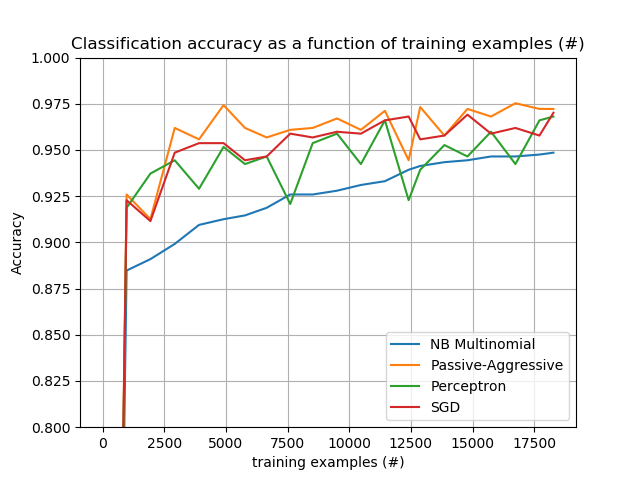 Classification accuracy as a function of training examples (#)
1.000
0.975
0.950
0.925
0.900
0.875
0.850
0.825
0.800
Accuracy
NB Multinomial
Passive-Aggressive
Perceptron
SGD
0 2500 5000 7500 10000 12500 15000 17500
training examples (#)